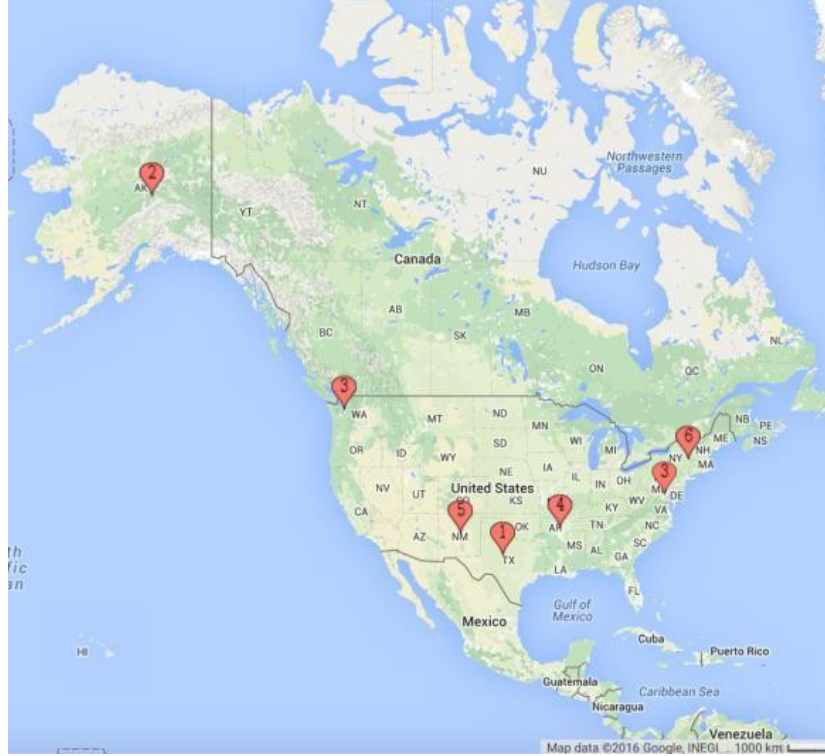 2
AK
YT
NT
NU
Northwestern
Passages
Canada
Hudson Bay
AB
BC
MB
SK
NL
ON
QC
3
WA
MT
ND
MN
NB
PE
NS
ME
6
NH
NY
MA
OR
ID
WY
SD
WI
MI
3
NE
IA
IL
IN
OH
MD
DE
NV
UT
United States
CO
KS
WV
VA
KY
CA
5
4
AZ
NM
1
OK
AR
TN
NC
SC
MS
AL
GA
TX
LA
FL
Gulf of
Mexico
Mexico
HI
Cuba
Puerto Rico
Guatemala
Caribbean Sea
Nicaragua
Venezuela
Map data ©2016 Google, INEGI
1000 km